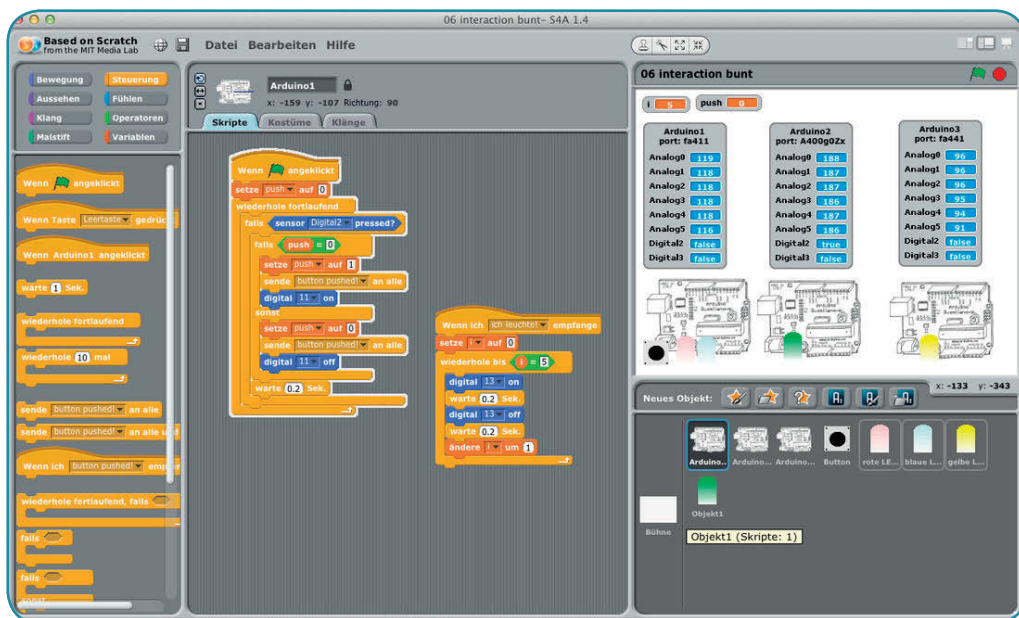 06 interaction bunt- S4A 1.4
Based on Scratch
from the MIT Media Lab
Datei Bearbeiten Hilfe
Bewegung Steuerung
Aussehen Fühlen
Klang Operatoren
Malstift Variablen
Wenn angeklickt
Wenn Taste Leertaste gedrüc
Wenn Arduino1 angeklickt
warte 1 Sek.
wiederhole fortlaufend
wiederhole 10 mal
sende button pushed! an alle
sende button pushed! an alle un
Wenn ich button pushed! empf
wiederhole fortlaufend, falls
falls
falls
sonst
Arduino1
x: -159 y: -107 Richtung: 90
Skripte Kostüme Klänge
Wenn angeklickt
setze push auf 0
wiederhole fortlaufend
falls sensor Digital2 pressed?
falls push = 0
setze push auf 1
sende button pushed! an alle
digital 11 on
sonst
setze push auf 0
sende button pushed! an alle
digital 11 off
warte 0.2 Sek.
Wenn ich ich leuchte! empfange
setze i auf 0
wiederhole bis i = 5
digital 13 on
warte 0.2 Sek.
digital 13 off
warte 0.2 Sek.
ändere i um 1
06 interaction bunt
i 5 push 0
Arduino1
port: fa411
Analog0 119
Analog1 118
Analog2 118
Analog3 118
Analog4 118
Analog5 116
Digital2 false
Digital3 false
Arduino2
port: A400g0Zx
Analog0 188
Analog1 187
Analog2 187
Analog3 186
Analog4 187
Analog5 186
Digital2 true
Digital3 false
Arduino3
port: fa441
Analog0 96
Analog1 96
Analog2 96
Analog3 95
Analog4 94
Analog5 91
Digital2 false
Digital3 false
x: -133 y: -343
Neues Objekt:
Arduino.. Arduino... Arduino... Button rote LE... blaue L... gelbe L...
Objekt1
Bühne
Objekt1 (Skripte: 1)